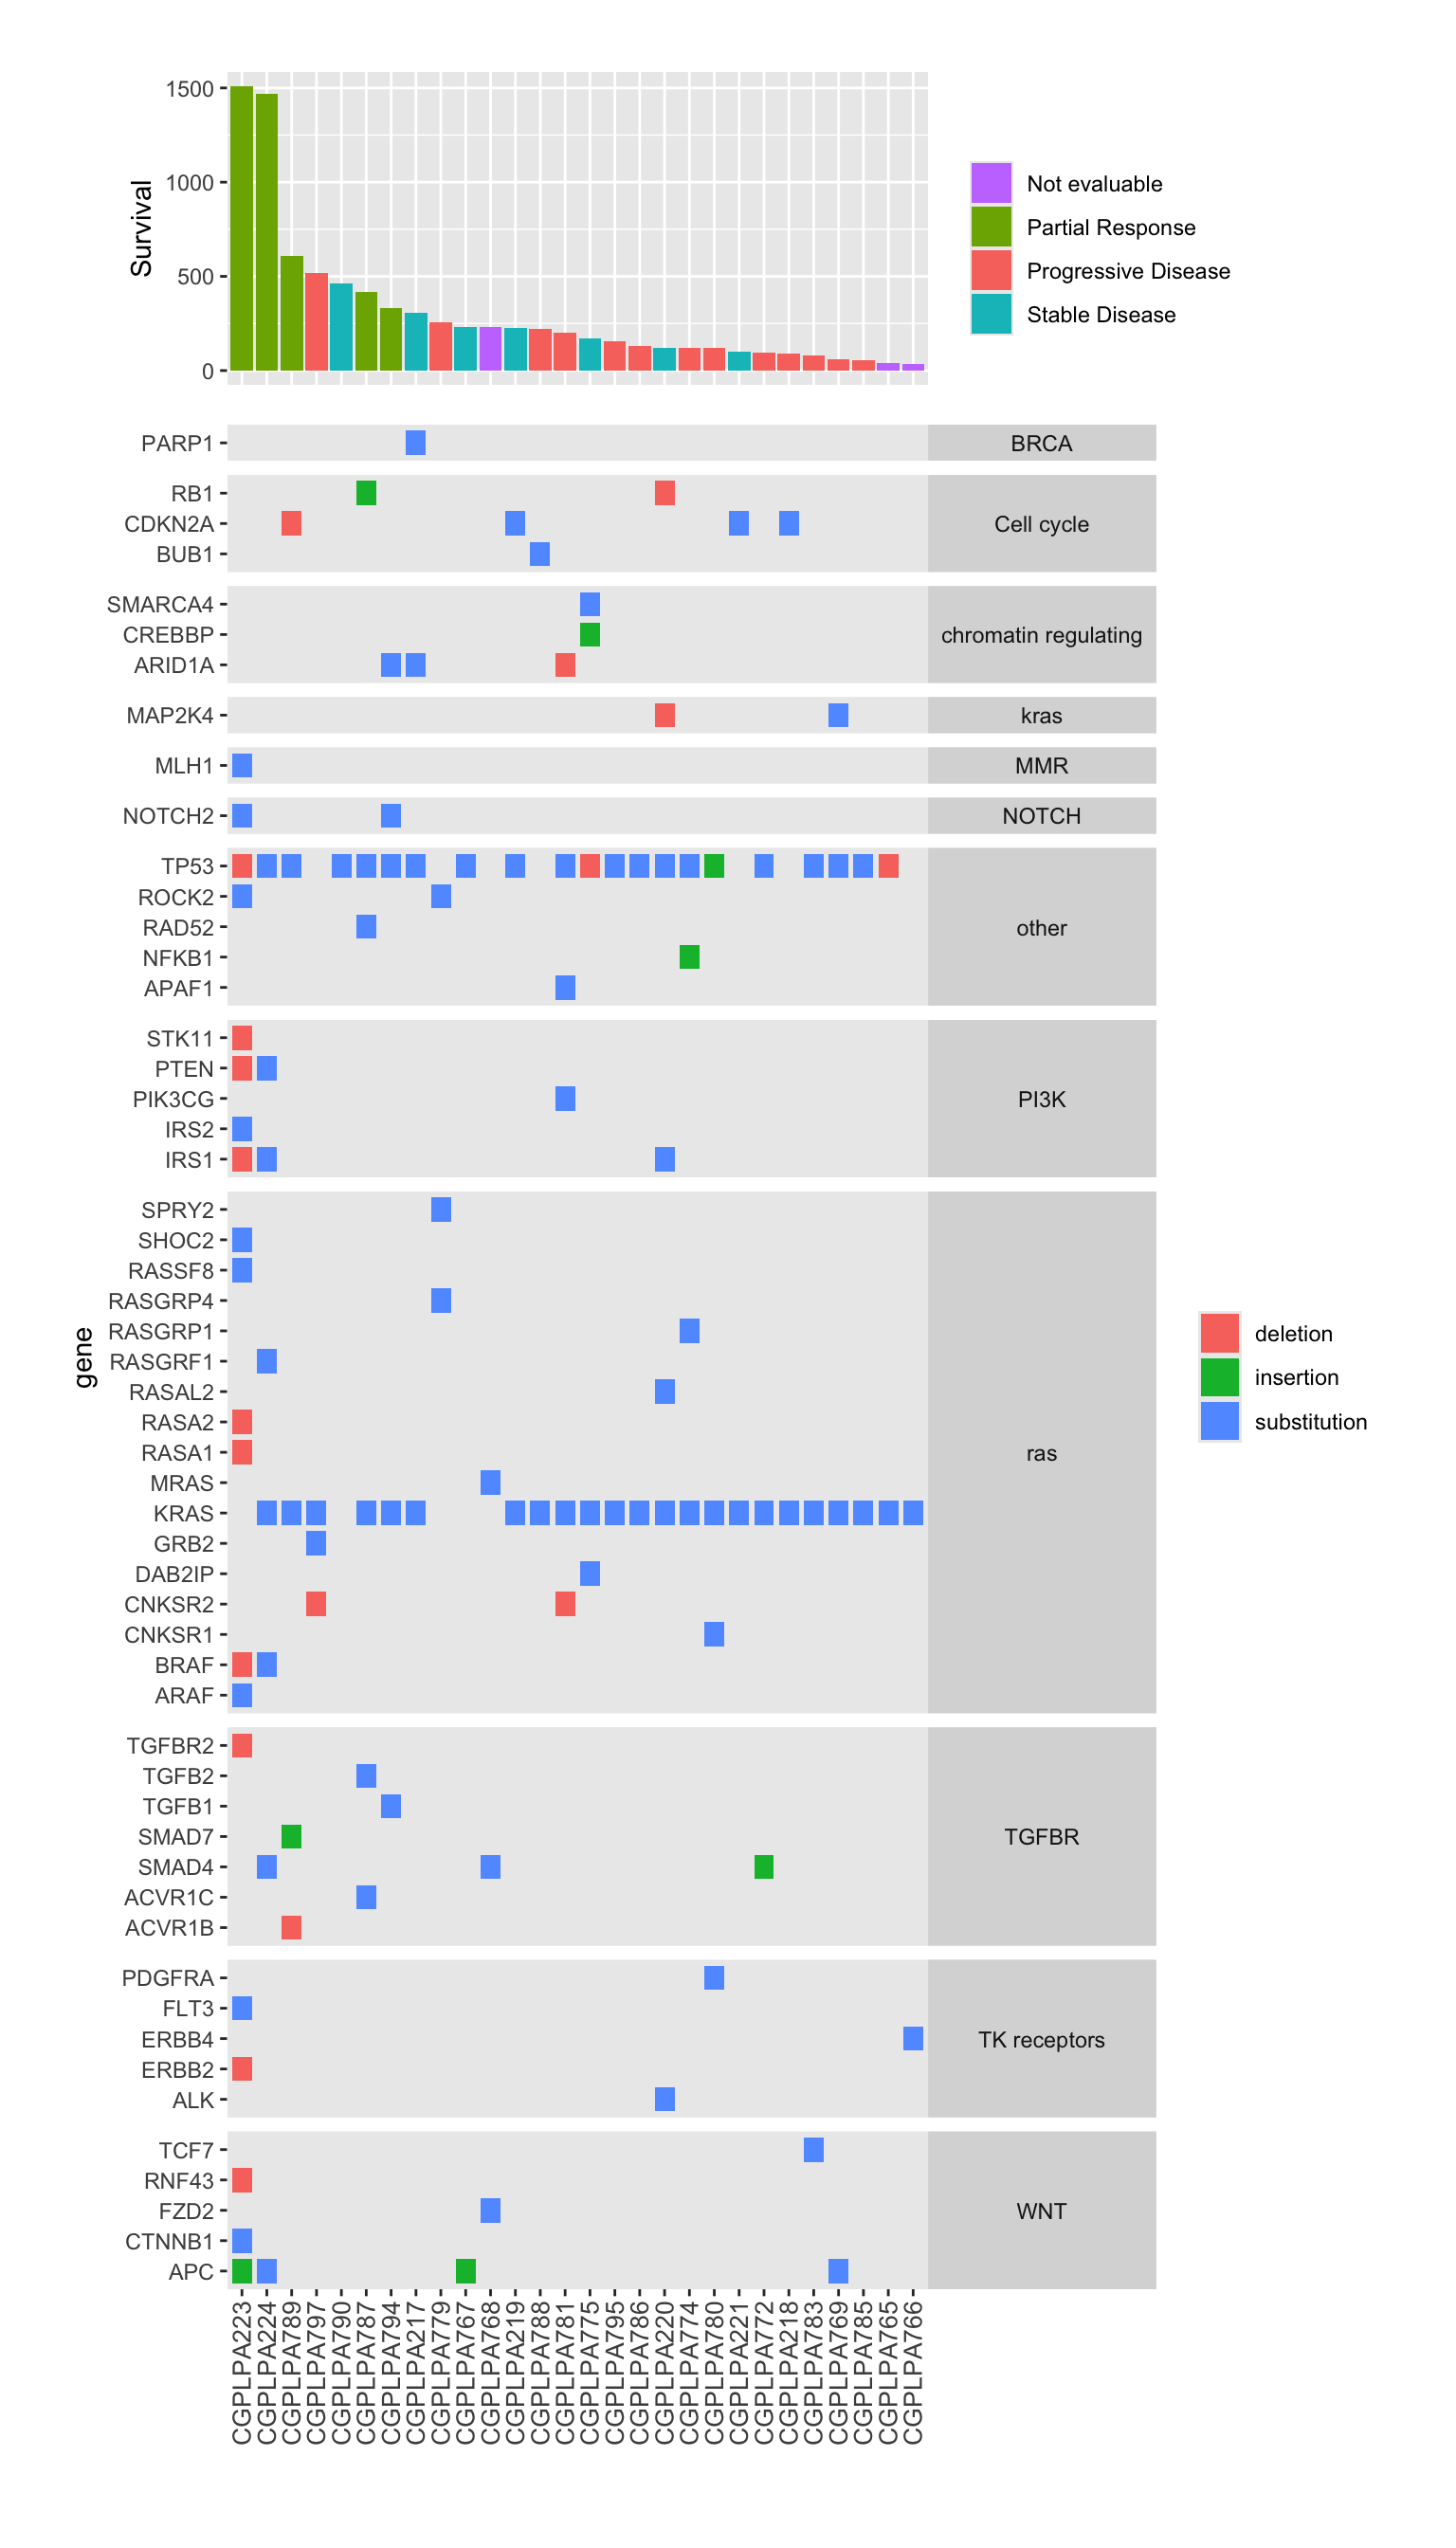 Survival
1500
1000
500
0
Not evaluable
Partial Response
Progressive Disease
Stable Disease
gene
PARP1
BRCA
RB1
CDKN2A
BUB1
Cell cycle
SMARCA4
CREBBP
ARID1A
chromatin regulating
MAP2K4
kras
MLH1
MMR
NOTCH2
NOTCH
TP53
ROCK2
RAD52
NFKB1
APAF1
other
STK11
PTEN
PIK3CG
IRS2
IRS1
PI3K
SPRY2
SHOC2
RASSF8
RASGRP4
RASGRP1
RASGRF1
RASAL2
RASA2
RASA1
MRAS
KRAS
GRB2
DAB2IP
CNKSR2
CNKSR1
BRAF
ARAF
ras
deletion
insertion
substitution
TGFBR2
TGFB2
TGFB1
SMAD7
SMAD4
ACVR1C
ACVR1B
TGFBR
PDGFRA
FLT3
ERBB4
ERBB2
ALK
TK receptors
TCF7
RNF43
FZD2
CTNNB1
APC
WNT
CGPLPA223
CGPLPA224
CGPLPA789
CGPLPA797
CGPLPA790
CGPLPA787
CGPLPA794
CGPLPA217
CGPLPA779
CGPLPA767
CGPLPA768
CGPLPA219
CGPLPA788
CGPLPA781
CGPLPA775
CGPLPA795
CGPLPA786
CGPLPA220
CGPLPA774
CGPLPA780
CGPLPA221
CGPLPA772
CGPLPA218
CGPLPA783
CGPLPA769
CGPLPA785
CGPLPA765
CGPLPA766